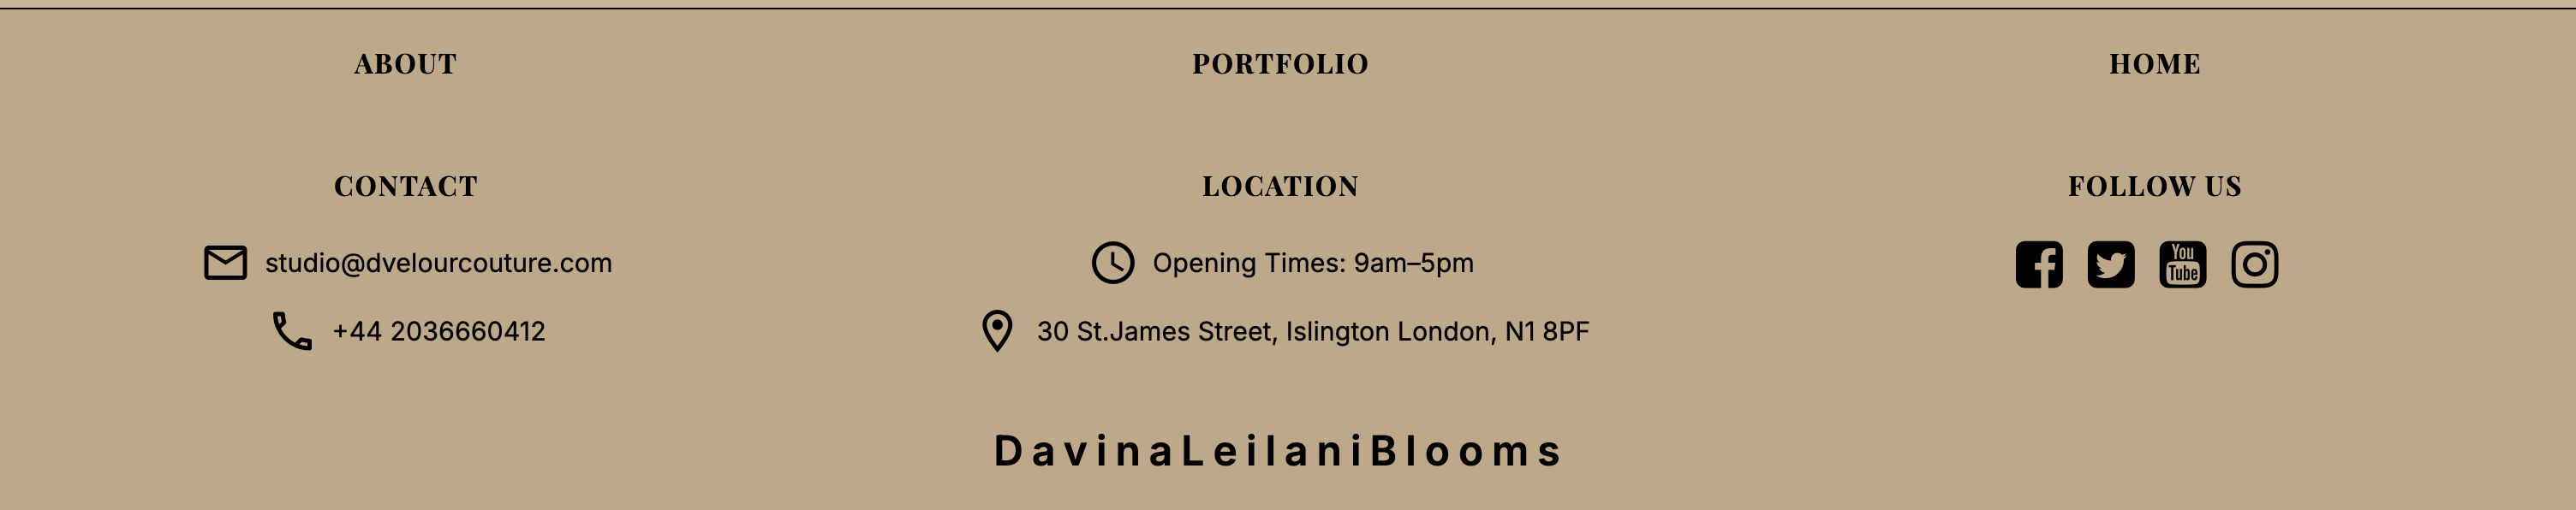 ABOUT
PORTFOLIO
HOME
CONTACT
studio@dvelourcouture.com
+44 2036660412
LOCATION
Opening Times: 9am–5pm
30 St.James Street, Islington London, N1 8PF
FOLLOW US
You
Tube
DavinaLeilaniBlooms